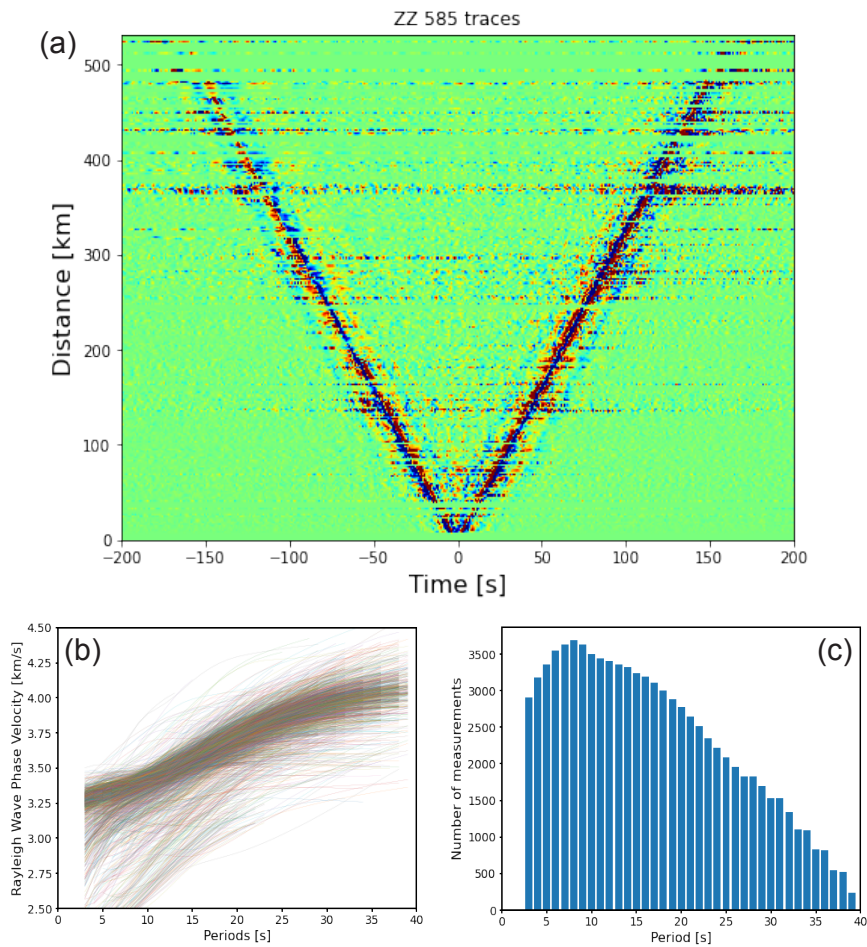 ZZ 585 traces
(a)
Distance [km]
500
400
300
200
100
0
−200 −150 −100 −50 0 50 100 150 200
Time [s]
(b)
Rayleigh Wave Phase Velocity [km/s]
4.50
4.25
4.00
3.75
3.50
3.25
3.00
2.75
2.50
0 5 10 15 20 25 30 35 40
Periods [s]
(c)
Number of measurements
3500
3000
2500
2000
1500
1000
500
0
0 5 10 15 20 25 30 35 40
Period [s]